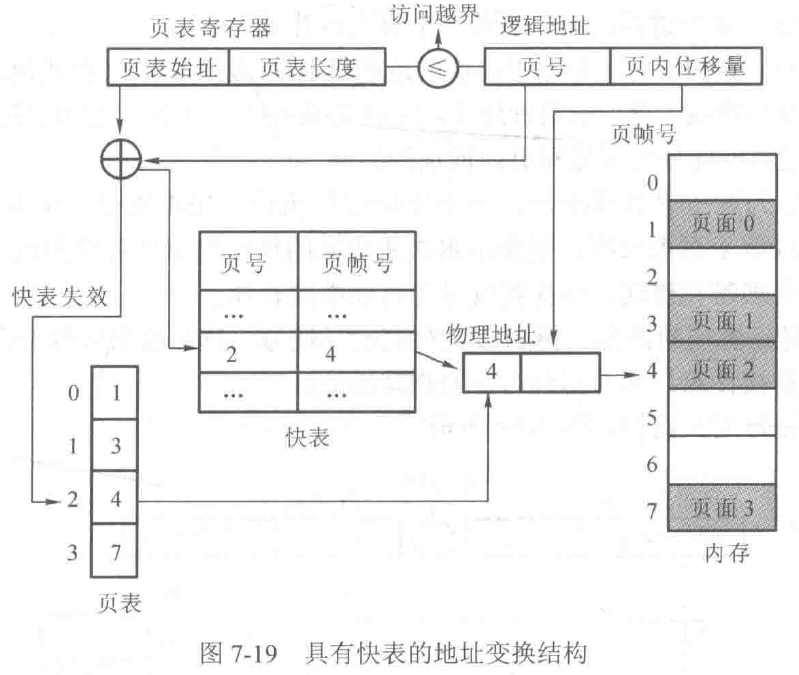 访问越界
页表寄存器
逻辑地址
页表始址 页表长度 ≤ 页号 页内位移量
页帧号
0
1 页面0
2
3 页面1
4 页面2
5
6
7 页面3
内存
快表失效
页号 页帧号
... ...
2 4
... ...
快表
物理地址
4
0 1
1 3
2 4
3 7
页表
图 7-19 具有快表的地址变换结构